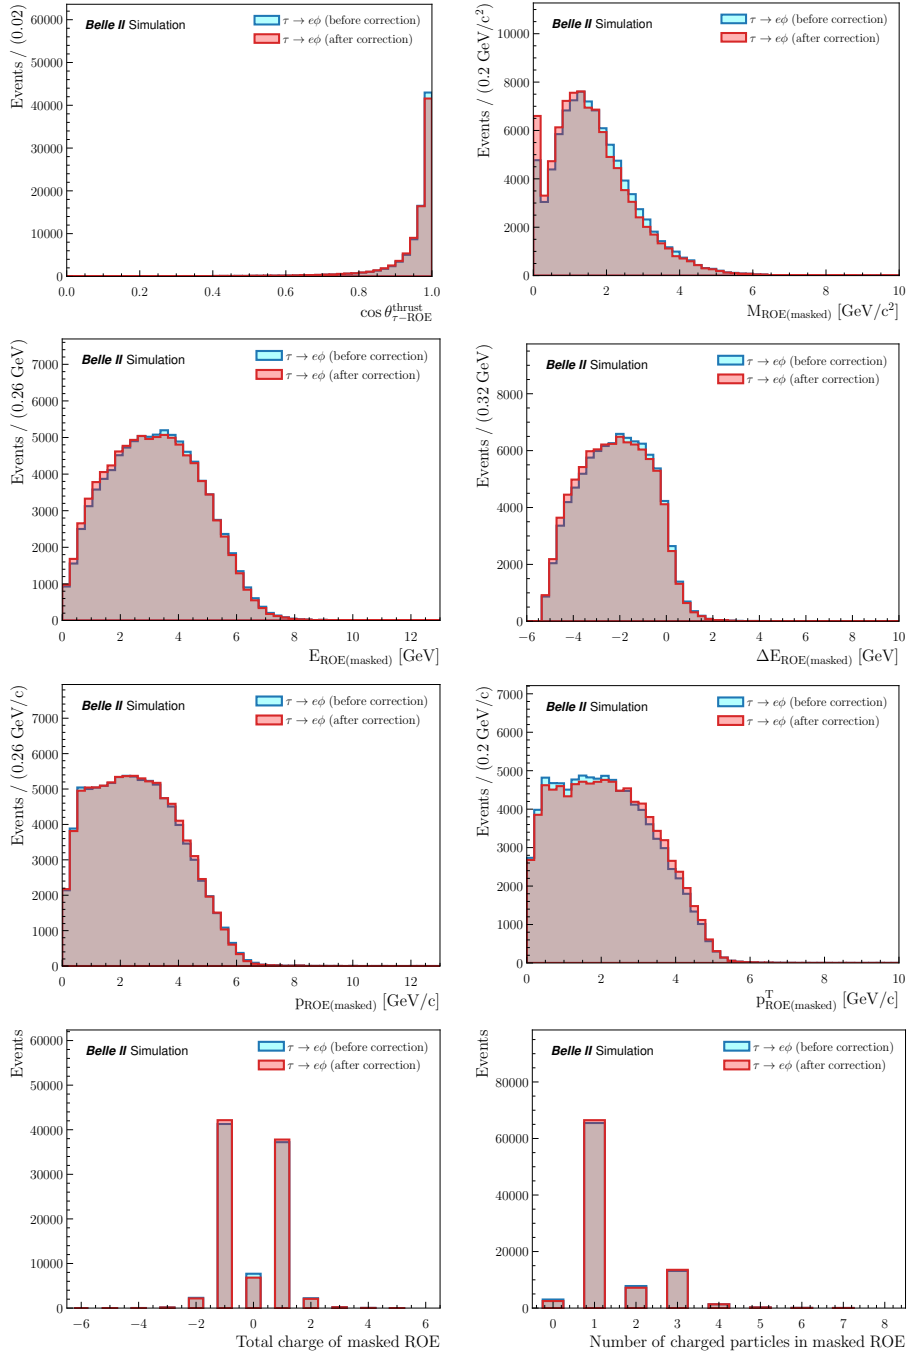 Belle II Simulation
τ → eϕ (before correction)
τ → eϕ (after correction)
Events / (0.02)
60000
50000
40000
30000
20000
10000
0
0.0 0.2 0.4 0.6 0.8 1.0
cos θ^thrust_τ−ROE
Belle II Simulation
τ → eϕ (before correction)
τ → eϕ (after correction)
Events / (0.2 GeV/c²)
10000
8000
6000
4000
2000
0
0 2 4 6 8 10
M_ROE(masked) [GeV/c²]
Belle II Simulation
τ → eϕ (before correction)
τ → eϕ (after correction)
Events / (0.26 GeV)
7000
6000
5000
4000
3000
2000
1000
0
0 2 4 6 8 10 12
E_ROE(masked) [GeV]
Belle II Simulation
τ → eϕ (before correction)
τ → eϕ (after correction)
Events / (0.32 GeV)
8000
6000
4000
2000
0
−6 −4 −2 0 2 4 6 8 10
ΔE_ROE(masked) [GeV]
Belle II Simulation
τ → eϕ (before correction)
τ → eϕ (after correction)
Events / (0.26 GeV/c)
7000
6000
5000
4000
3000
2000
1000
0
0 2 4 6 8 10 12
p_ROE(masked) [GeV/c]
Belle II Simulation
τ → eϕ (before correction)
τ → eϕ (after correction)
Events / (0.2 GeV/c)
7000
6000
5000
4000
3000
2000
1000
0
0 2 4 6 8 10
p^T_ROE(masked) [GeV/c]
Belle II Simulation
τ → eϕ (before correction)
τ → eϕ (after correction)
Events
60000
50000
40000
30000
20000
10000
0
−6 −4 −2 0 2 4 6
Total charge of masked ROE
Belle II Simulation
τ → eϕ (before correction)
τ → eϕ (after correction)
Events
80000
60000
40000
20000
0
0 1 2 3 4 5 6 7 8
Number of charged particles in masked ROE